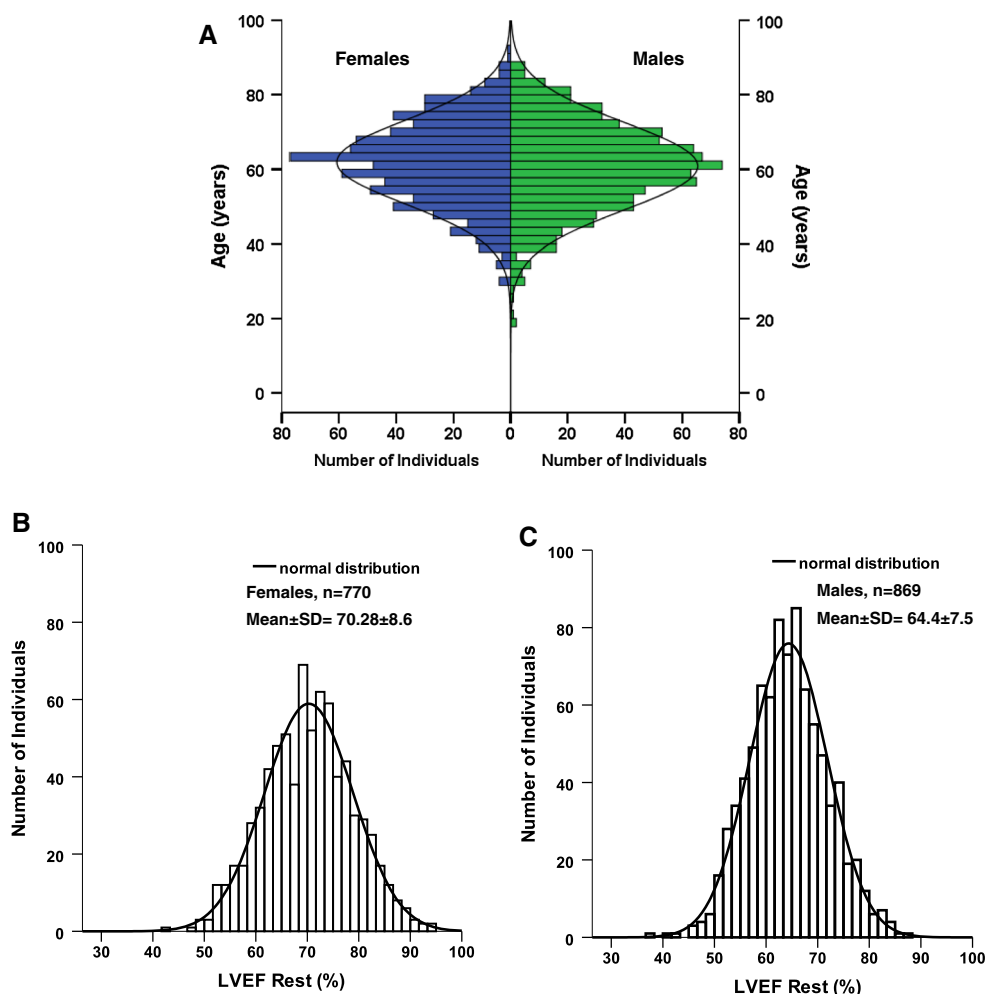 A
100
100
Females
Males
80
80
60
60
40
40
20
20
0
0
Age (years)
Age (years)
80 60 40 20 0 20 40 60 80
Number of Individuals Number of Individuals
B
100
80
60
40
20
0
Number of Individuals
normal distribution
Females, n=770
Mean±SD= 70.28±8.6
30 40 50 60 70 80 90 100
LVEF Rest (%)
C
100
80
60
40
20
0
Number of Individuals
normal distribution
Males, n=869
Mean±SD= 64.4±7.5
30 40 50 60 70 80 90 100
LVEF Rest (%)